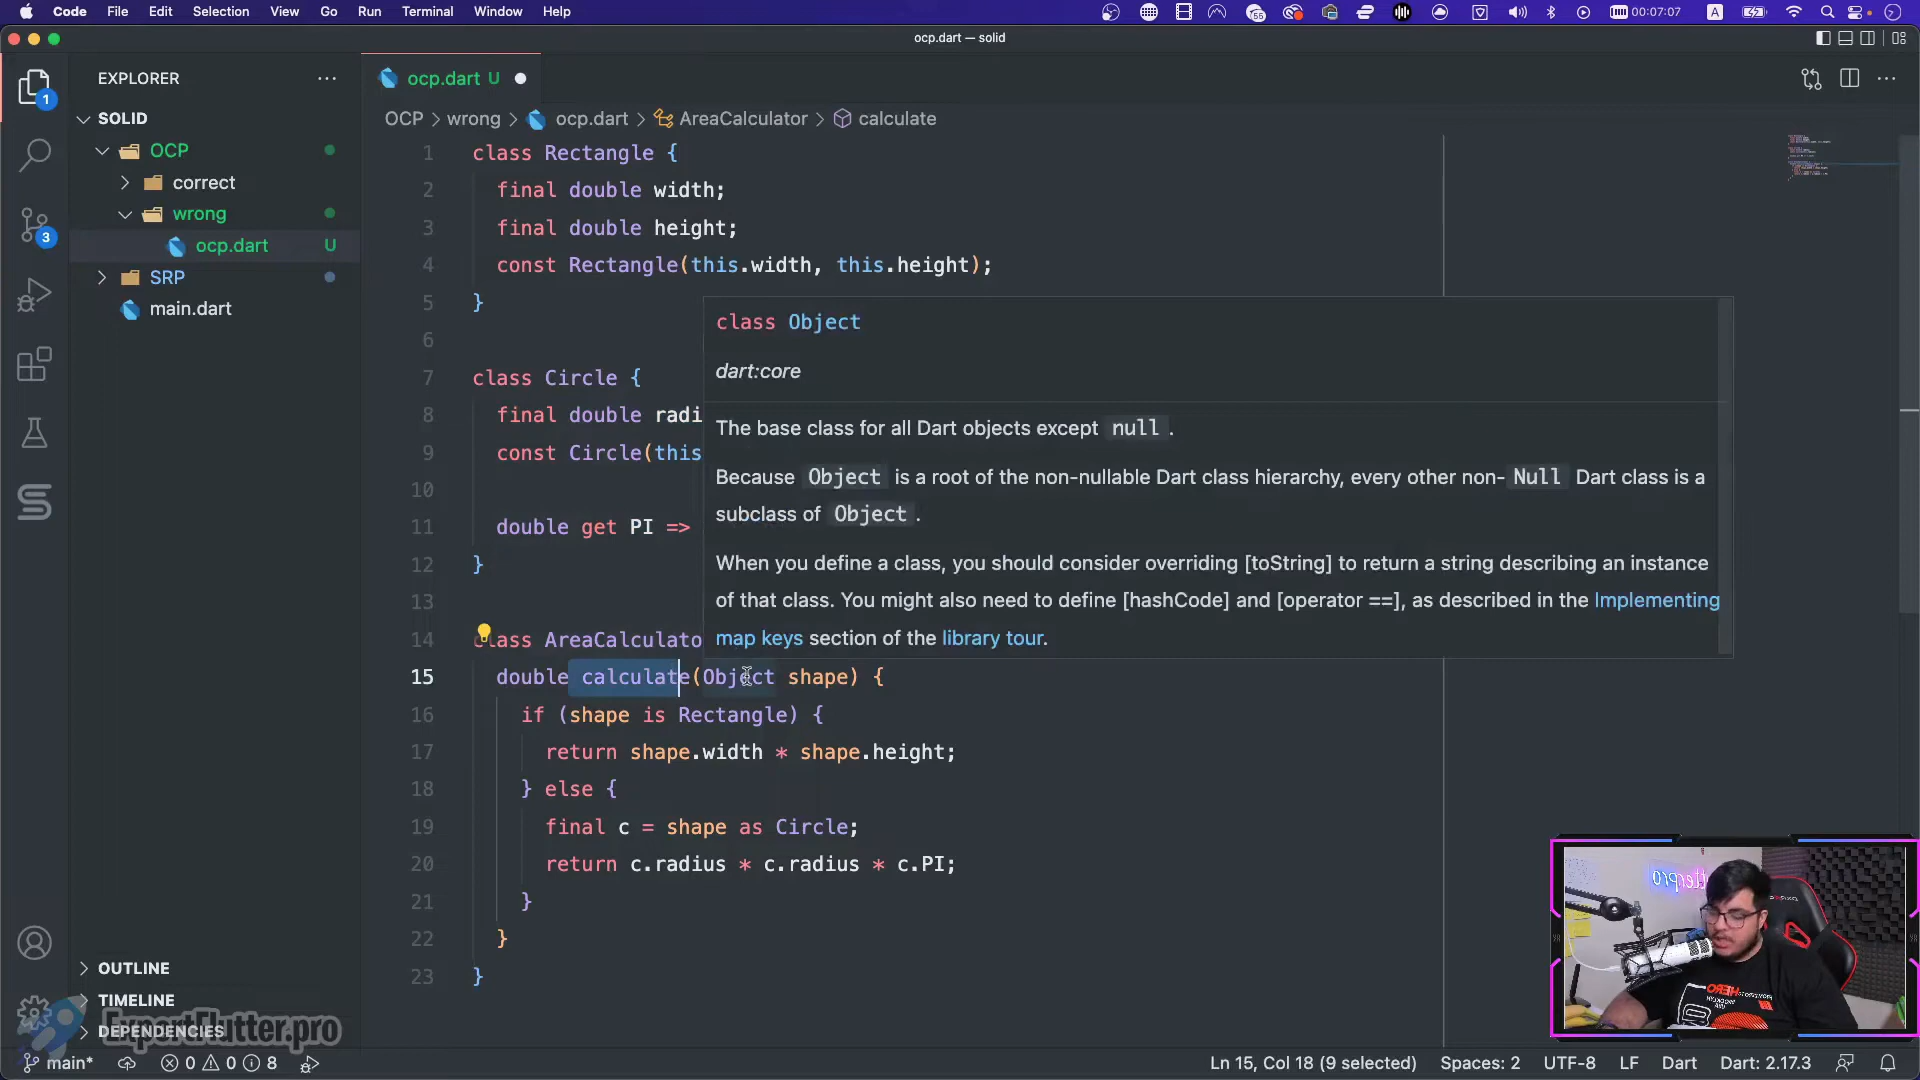 Code File Edit Selection View Go Run Terminal Window Help
55
00:07:07
A
ocp.dart — solid
EXPLORER
SOLID
OCP
correct
wrong
ocp.dart U
SRP
main.dart
1
3
OUTLINE
TIMELINE
DEPENDENCIES
ExpertFlutter.pro
ocp.dart U
OCP > wrong > ocp.dart > AreaCalculator > calculate
1 class Rectangle {
2 final double width;
3 final double height;
4 const Rectangle(this.width, this.height);
5 }
6
7 class Circle {
8 final double radi
9 const Circle(this
10
11 double get PI =>
12 }
13
14 class AreaCalculato
15 double calculate(Object shape) {
16 if (shape is Rectangle) {
17 return shape.width * shape.height;
18 } else {
19 final c = shape as Circle;
20 return c.radius * c.radius * c.PI;
21 }
22 }
23 }
class Object
dart:core
The base class for all Dart objects except null.
Because Object is a root of the non-nullable Dart class hierarchy, every other non-Null Dart class is a
subclass of Object.
When you define a class, you should consider overriding [toString] to return a string describing an instance
of that class. You might also need to define [hashCode] and [operator ==], as described in the Implementing
map keys section of the library tour.
main* 0 0 8
Ln 15, Col 18 (9 selected) Spaces: 2 UTF-8 LF Dart Dart: 2.17.3